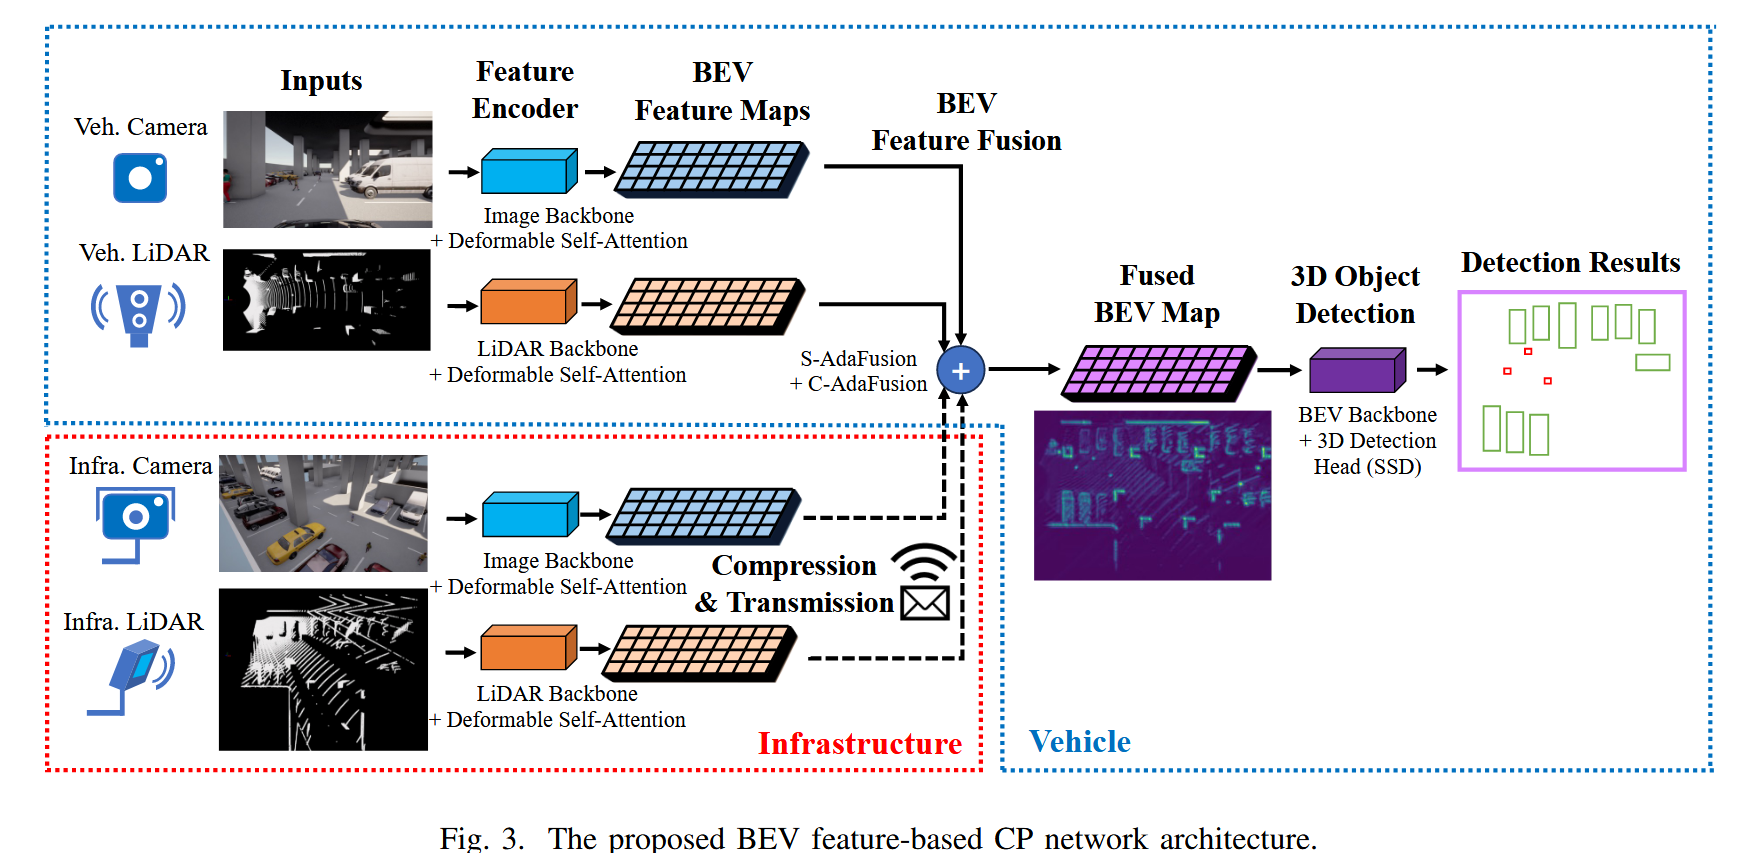 Inputs
Feature
Encoder
BEV
Feature Maps
BEV
Feature Fusion
Veh. Camera
Image Backbone
+ Deformable Self-Attention
Veh. LiDAR
LiDAR Backbone
+ Deformable Self-Attention
S-AdaFusion
+ C-AdaFusion
+
Fused
BEV Map
3D Object
Detection
BEV Backbone
+ 3D Detection
Head (SSD)
Detection Results
Infra. Camera
Image Backbone
+ Deformable Self-Attention
Compression
& Transmission
Infra. LiDAR
LiDAR Backbone
+ Deformable Self-Attention
Infrastructure
Vehicle
Fig. 3. The proposed BEV feature-based CP network architecture.